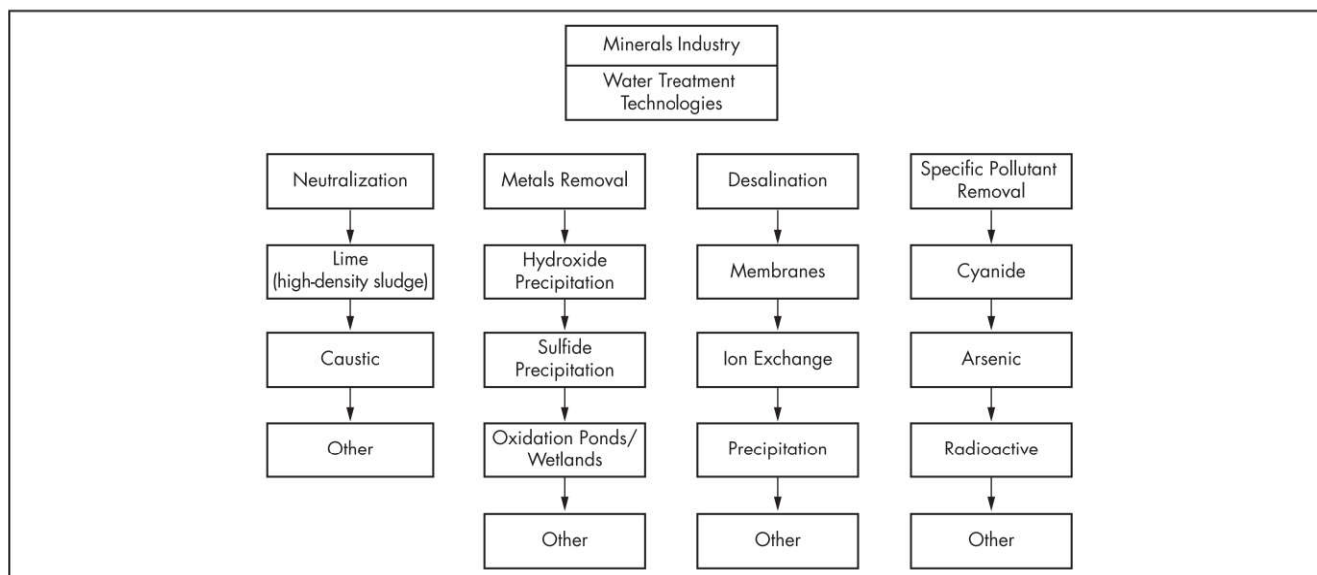 Minerals Industry
Water Treatment
Technologies
Neutralization
Lime
(high-density sludge)
Caustic
Other
Metals Removal
Hydroxide
Precipitation
Sulfide
Precipitation
Oxidation Ponds/
Wetlands
Other
Desalination
Membranes
Ion Exchange
Precipitation
Other
Specific Pollutant
Removal
Cyanide
Arsenic
Radioactive
Other